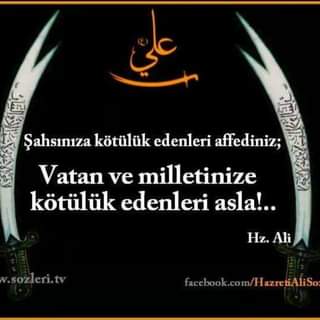 علي
Şahsınıza kötülük edenleri affediniz;
Vatan ve milletinize
kötülük edenleri asla!..
Hz. Ali
w.sozleri.tv
facebook.com/HazretiAliSoz